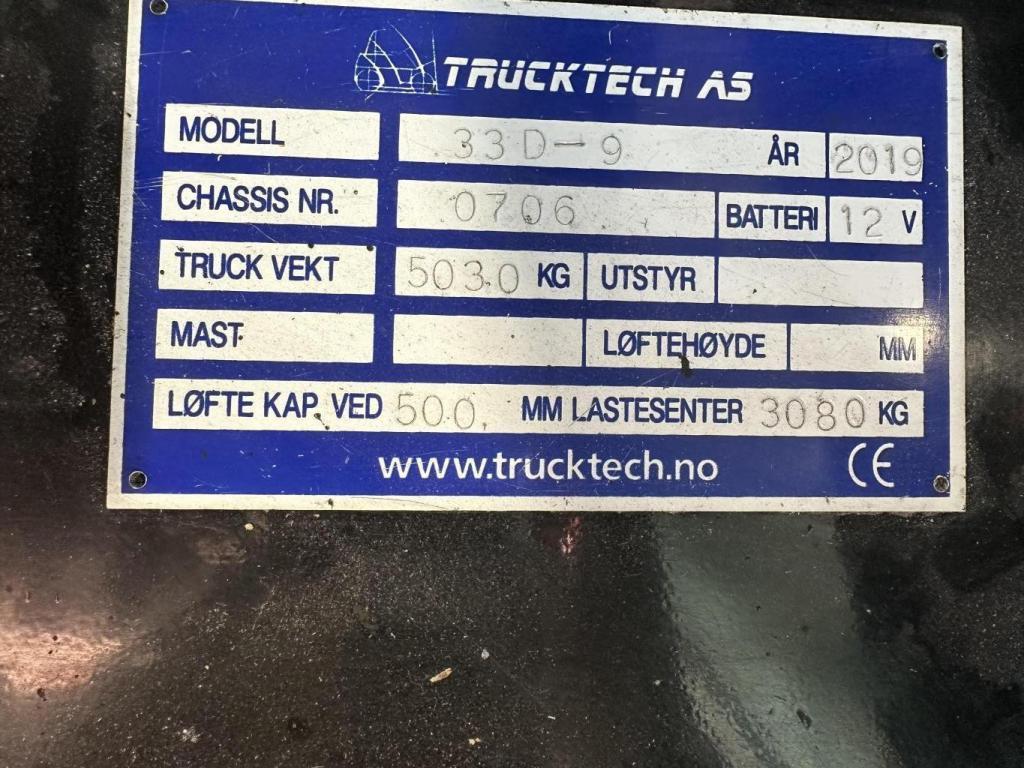 TRUCKTECH AS
MODELL 33D-9 ÅR 2019
CHASSIS NR. 0706 BATTERI 12 V
TRUCK VEKT 5030 KG UTSTYR
MAST LØFTEHØYDE MM
LØFTE KAP. VED 500, MM LASTESENTER 3080 KG
www.trucktech.no CE